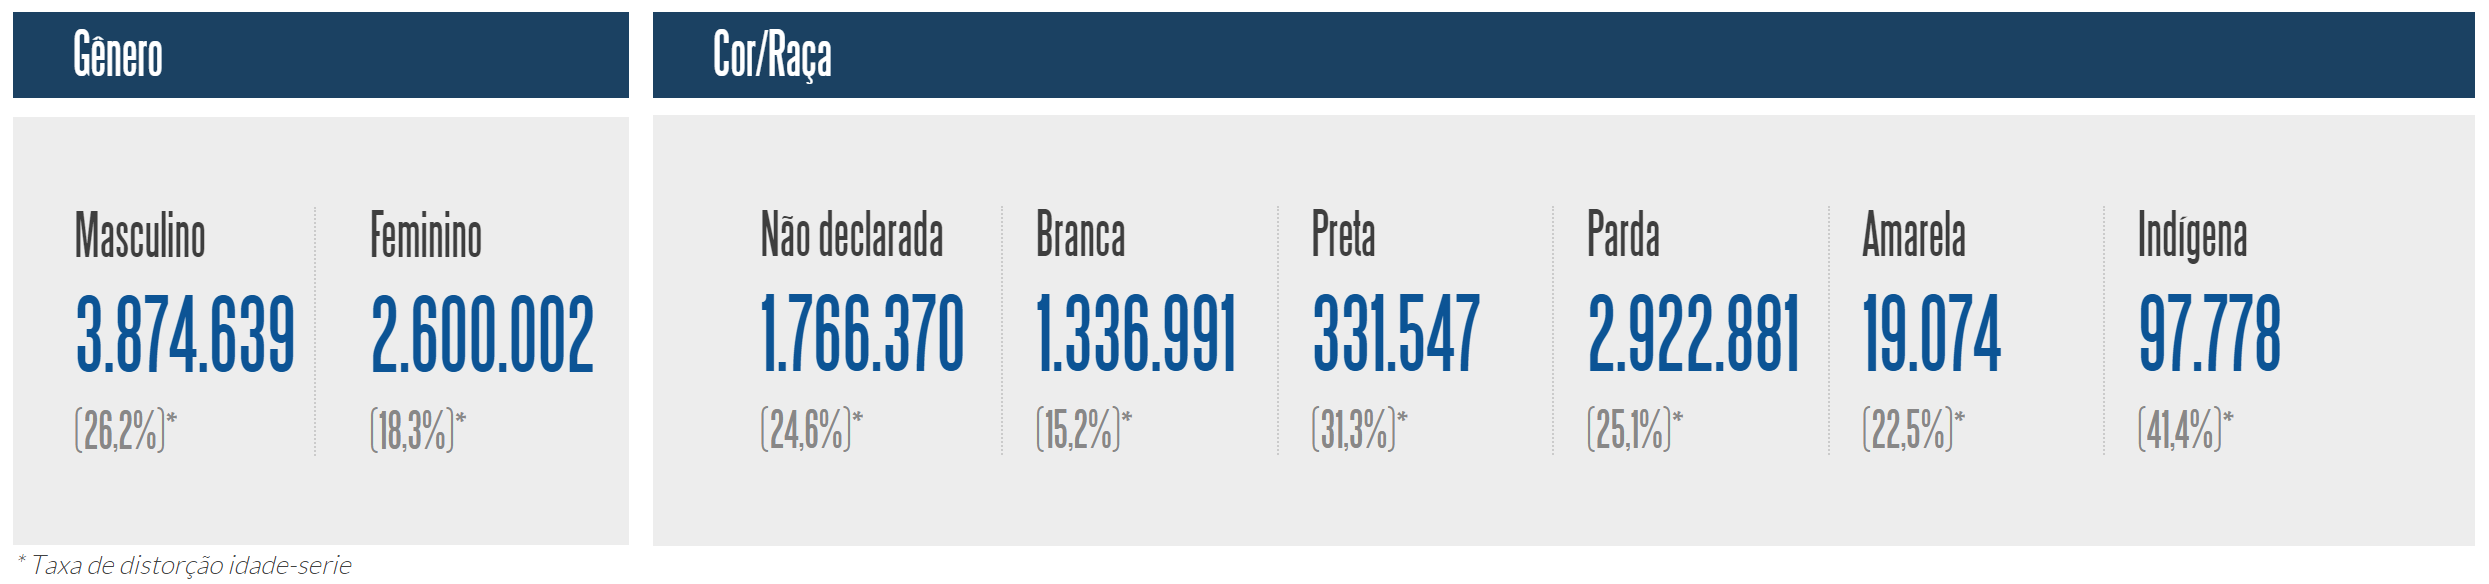 Gênero
Cor/Raça
Masculino
3.874.639
(26,2%)*
Feminino
2.600.002
(18,3%)*
Não declarada
1.766.370
(24,6%)*
Branca
1.336.991
(15,2%)*
Preta
331.547
(31,3%)*
Parda
2.922.881
(25,1%)*
Amarela
19.074
(22,5%)*
Indígena
97.778
(41,4%)*
* Taxa de distorção idade-serie